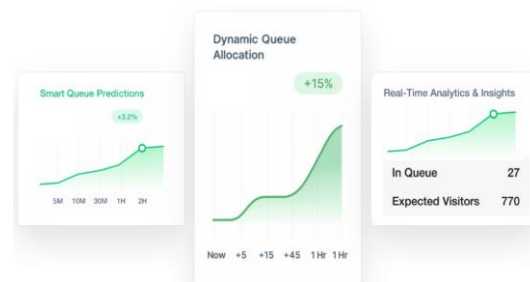 Smart Queue Predictions
+3.2%
5M 10M 30M 1H 2H
Dynamic Queue
Allocation
+15%
Now +5 +15 +45 1 Hr 1 Hr
Real-Time Analytics & Insights
In Queue 27
Expected Visitors 770